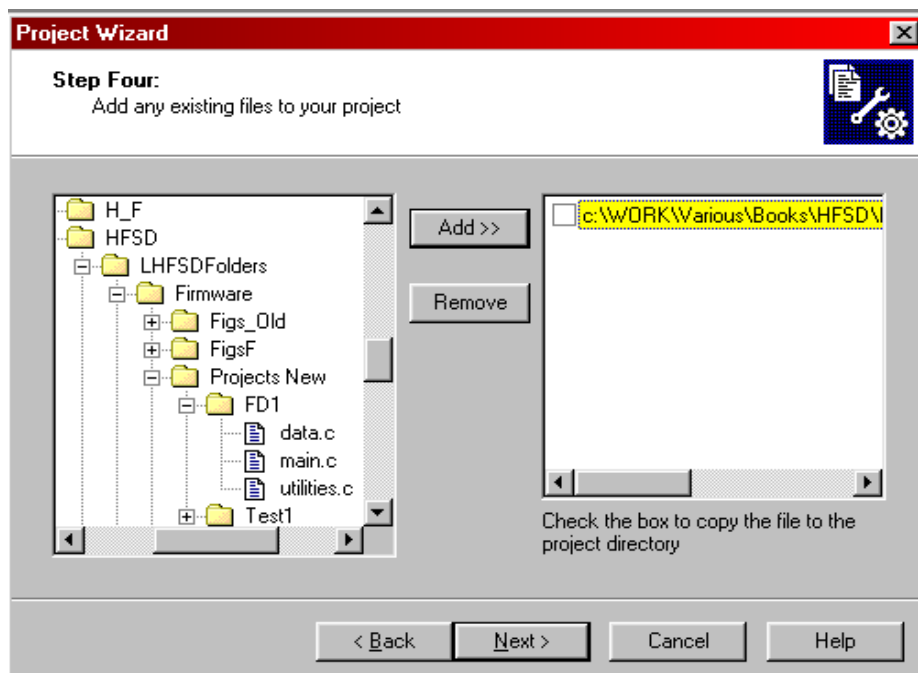 Project Wizard
Step Four:
Add any existing files to your project
H_F
HFSD
LHFSDFolders
Firmware
Figs_Old
FigsF
Projects New
FD1
data.c
main.c
utilities.c
Test1
Add >>
Remove
c:\WORK\Various\Books\HFSD\
Check the box to copy the file to the
project directory
< Back
Next >
Cancel
Help